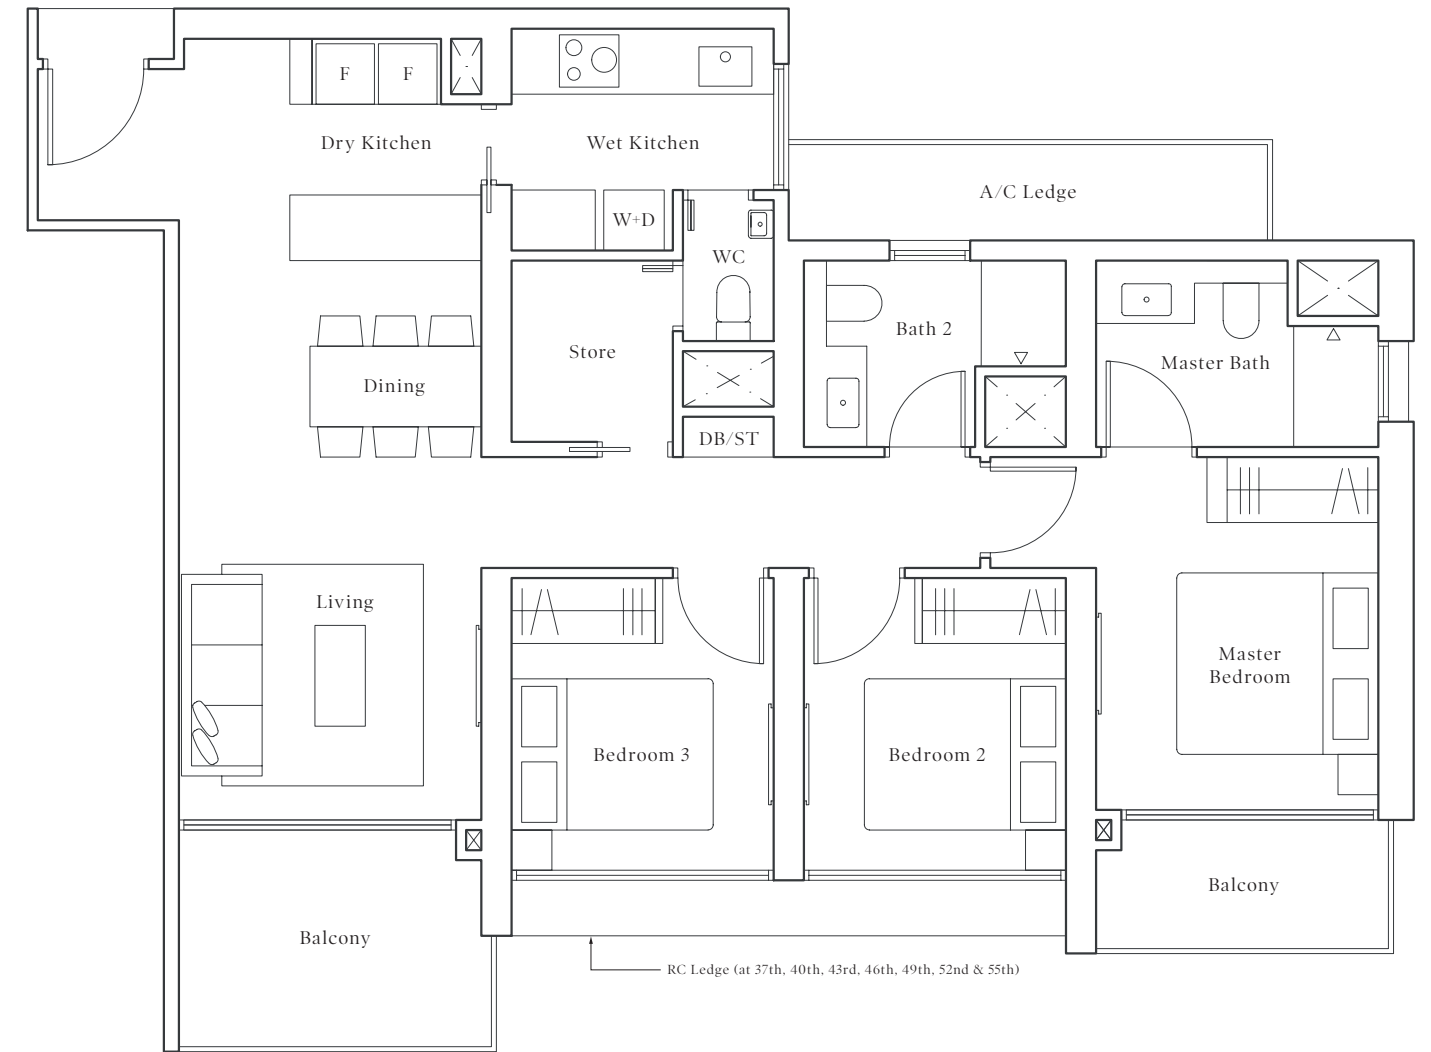 F
F
Dry Kitchen
Wet Kitchen
A/C Ledge
W+D
WC
Bath 2
Store
Master Bath
Dining
DB/ST
Living
Master
Bedroom
Bedroom 3
Bedroom 2
Balcony
Balcony
RC Ledge (at 37th, 40th, 43rd, 46th, 49th, 52nd & 55th)